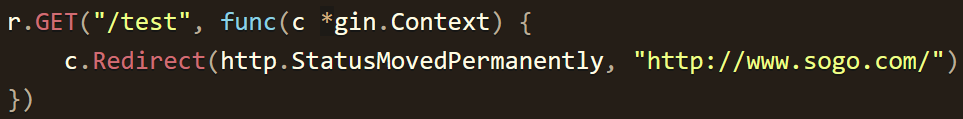 r.GET("/test", func(c *gin.Context) {
    c.Redirect(http.StatusMovedPermanently, "http://www.sogo.com/")
})